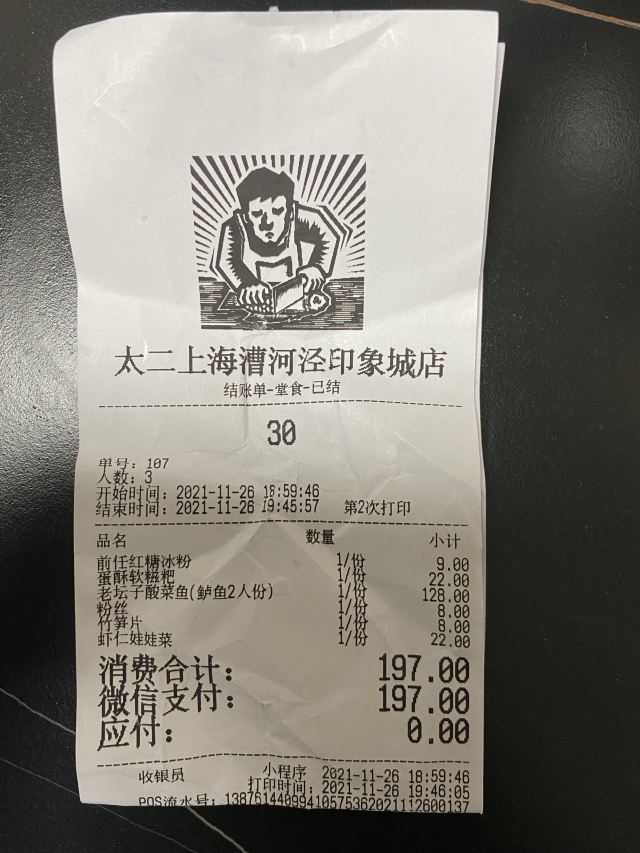 太二上海漕河泾印象城店
结账单-堂食-已结
30
单号: 107
人数: 3
开始时间: 2021-11-26 18:59:46
结束时间: 2021-11-26 19:45:57 第2次打印
品名 数量 小计
前任红糖冰粉 1/份 9.00
蛋酥软糍粑 1/份 22.00
老坛子酸菜鱼(鲈鱼2人份) 1/份 128.00
粉丝 1/份 8.00
竹笋片 1/份 8.00
虾仁娃娃菜 1/份 22.00
消费合计: 197.00
微信支付: 197.00
应付: 0.00
收银员 小程序 2021-11-26 18:59:46
打印时间: 2021-11-26 19:46:05
POS流水号: 13876144099410575362021112600137